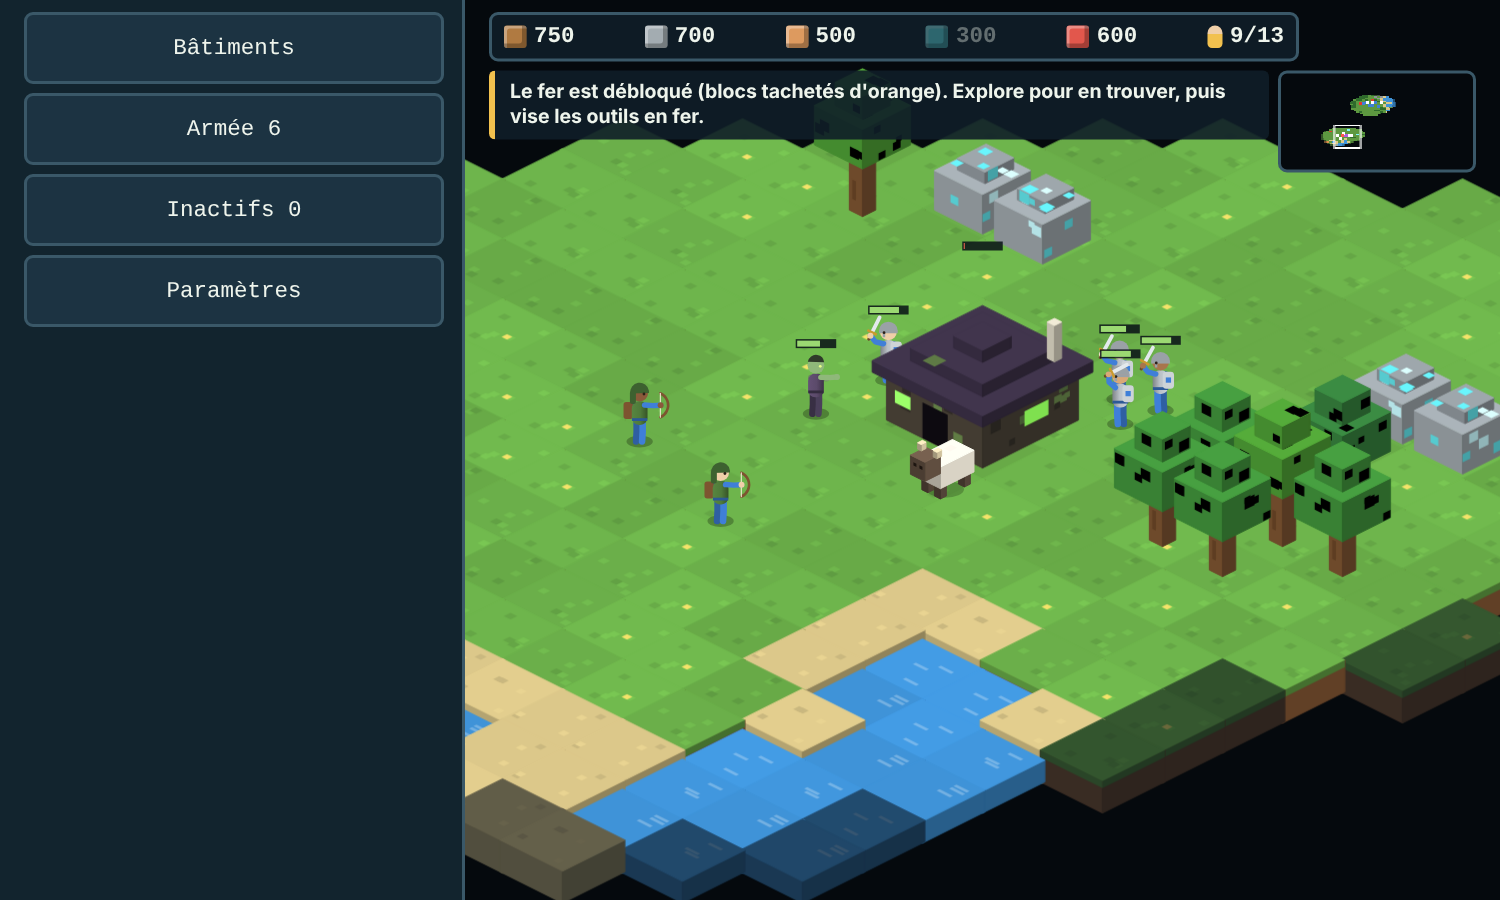 Bâtiments
Armée 6
Inactifs 0
Paramètres
750 700 500 300 600 9/13
Le fer est débloqué (blocs tachetés d'orange). Explore pour en trouver, puis
vise les outils en fer.